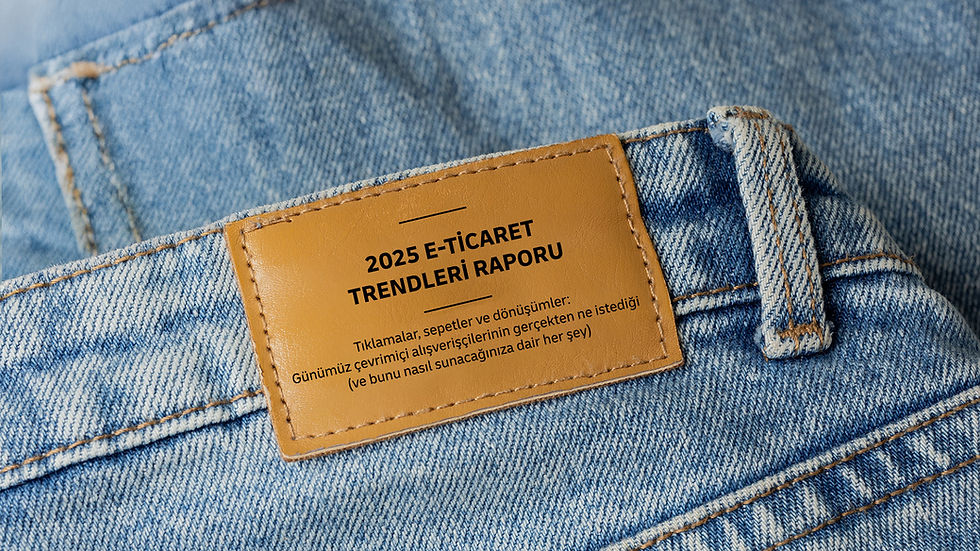 2025 E-TİCARET
TRENDLERİ RAPORU
Tıklamalar, sepetler ve dönüşümler:
Günümüz çevrimiçi alışverişçilerinin gerçekten ne istediği
(ve bunu nasıl sunacağınıza dair her şey)